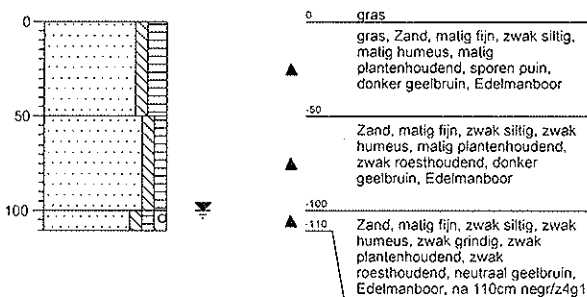 0
50
100
0 gras
gras, Zand, matig fijn, zwak siltig,
matig humeus, matig
plantenhoudend, sporen puin,
donker geelbruin, Edelmanboor
-50
Zand, matig fijn, zwak siltig, zwak
humeus, matig plantenhoudend,
zwak roesthoudend, donker
geelbruin, Edelmanboor
-100
-110
Zand, matig fijn, zwak siltig, zwak
humeus, zwak grindig, zwak
plantenhoudend, zwak
roesthoudend, neutraal geelbruin,
Edelmanboor, na 110cm negr/z4g1